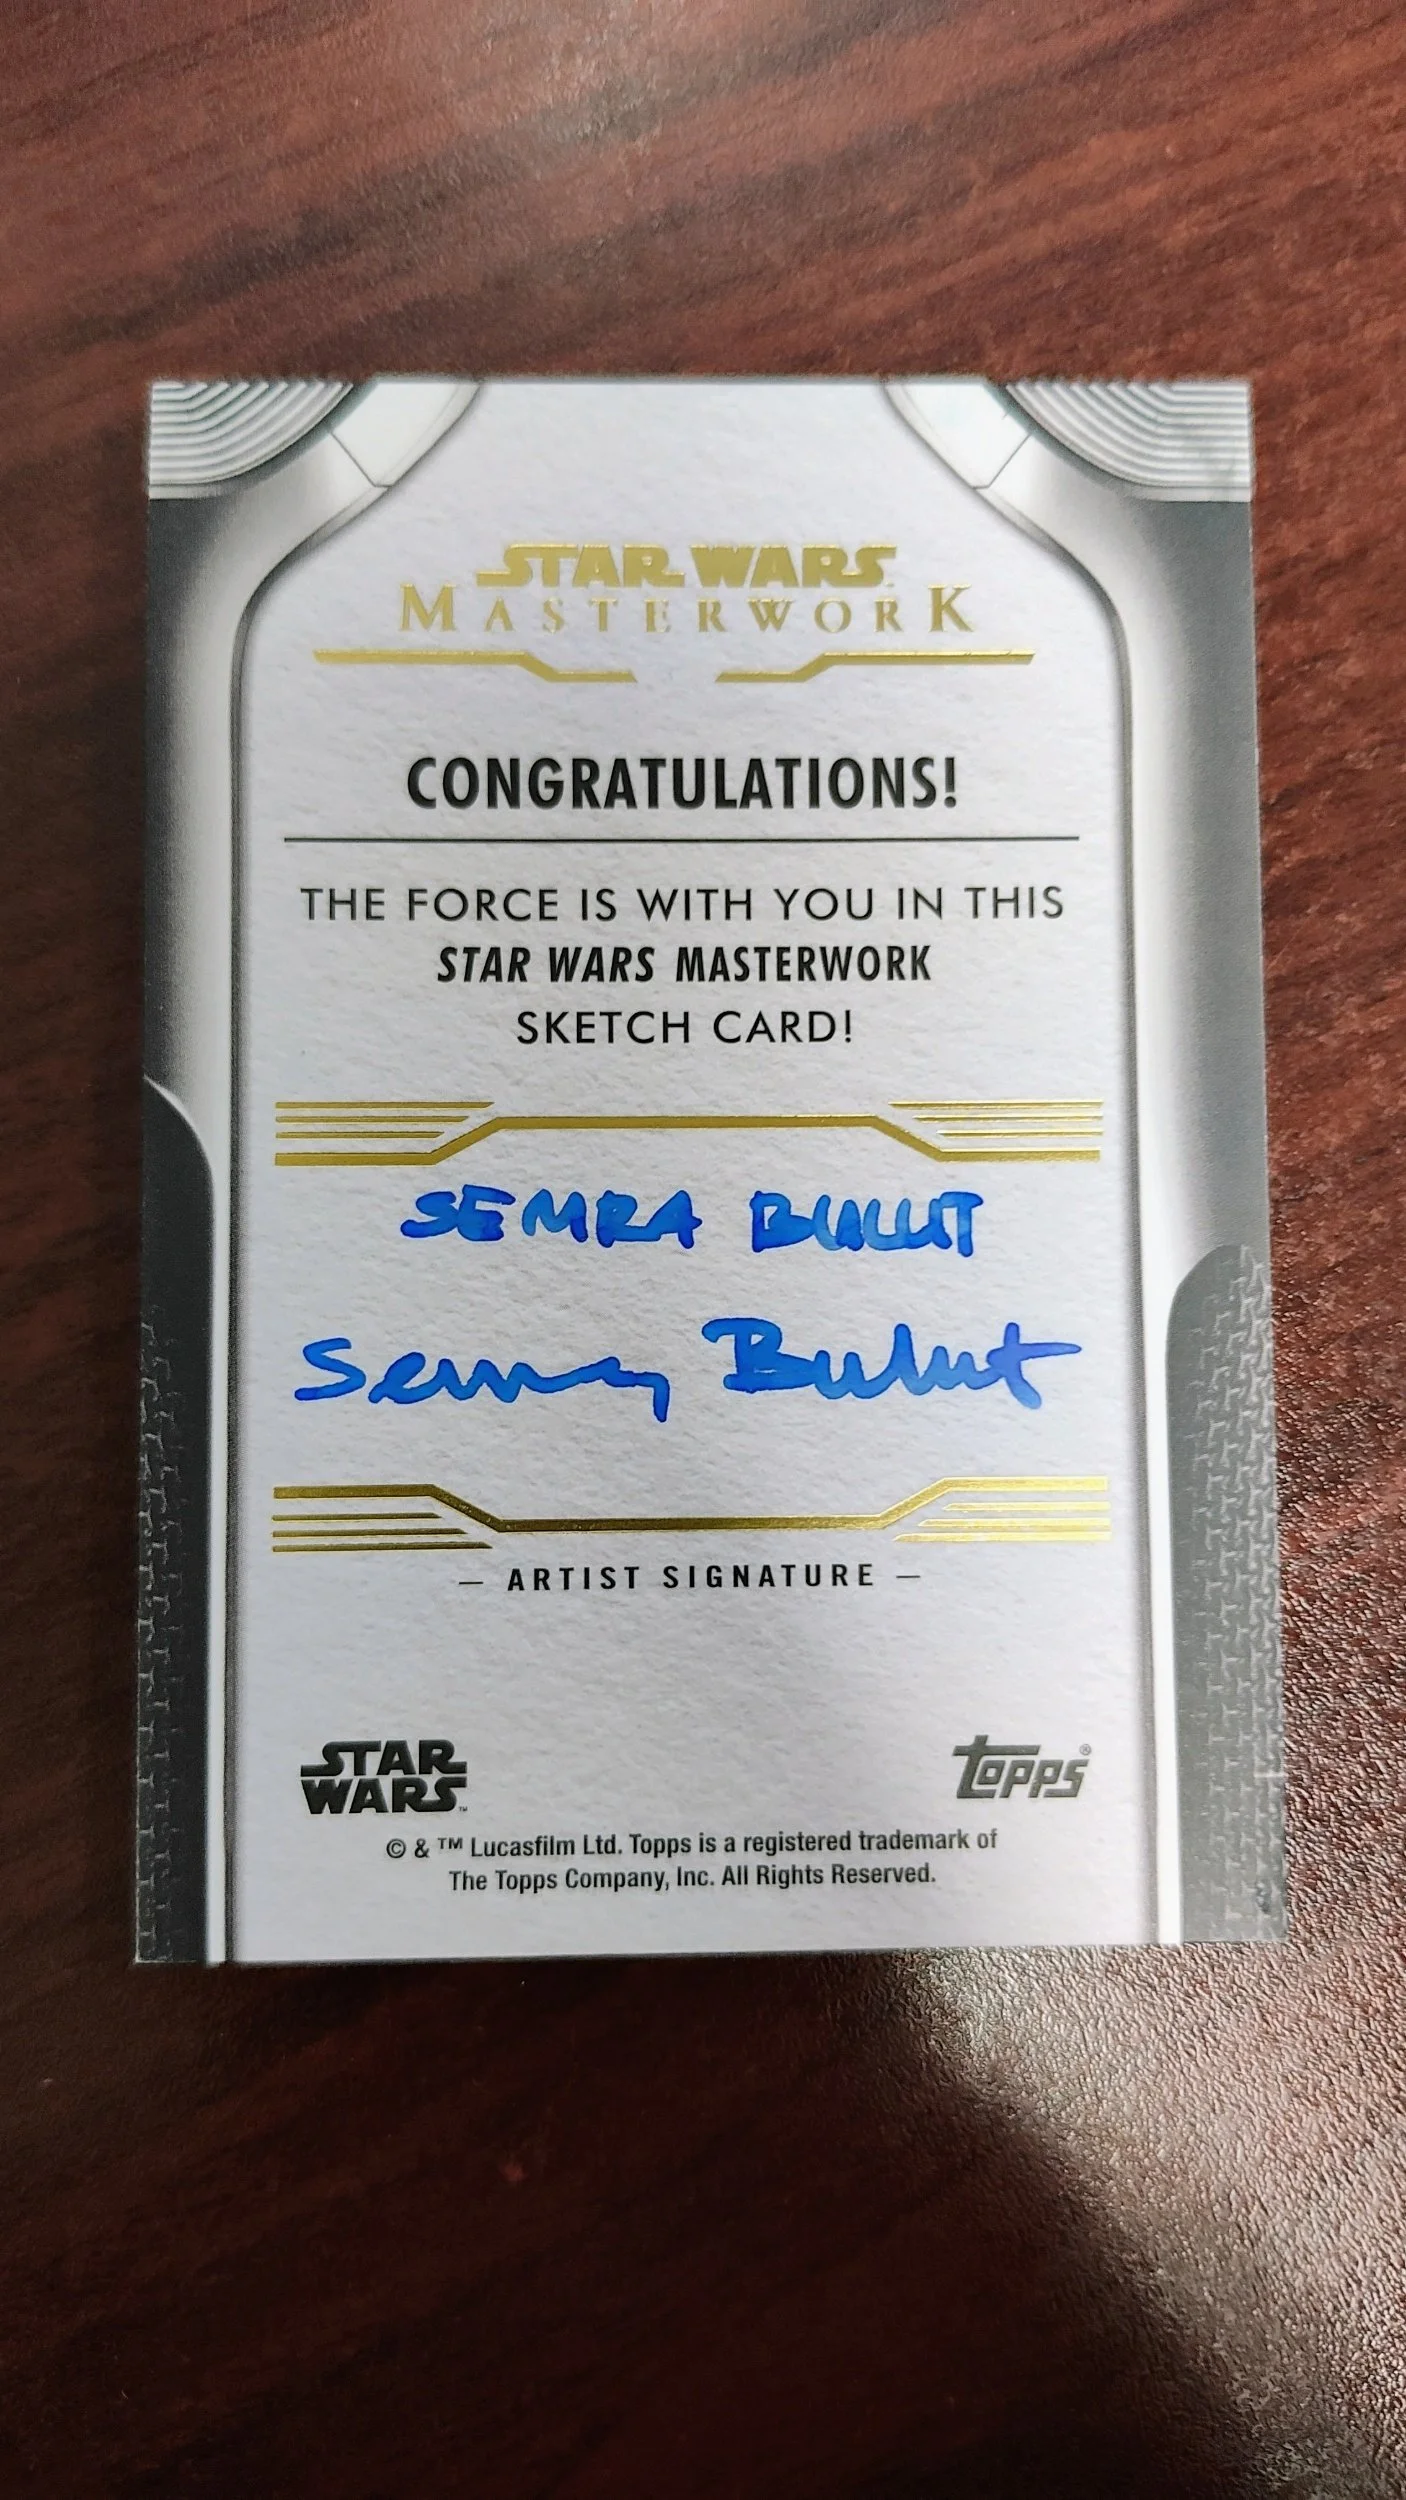 STAR WARS
MASTERWORK
CONGRATULATIONS!
THE FORCE IS WITH YOU IN THIS
STAR WARS MASTERWORK
SKETCH CARD!
SEMRA BULUT
Semra Bulut
— ARTIST SIGNATURE —
STAR
WARS™
Topps®
© & ™ Lucasfilm Ltd. Topps is a registered trademark of
The Topps Company, Inc. All Rights Reserved.